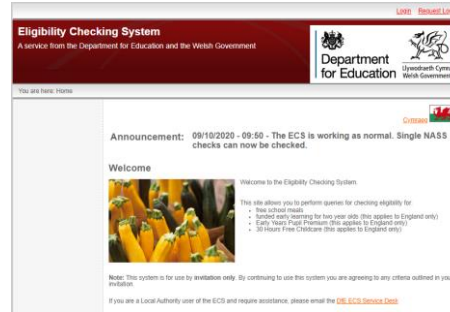 Login Request Lo
Eligibility Checking System
A service from the Department for Education and the Welsh Government
Department
for Education
Llywodraeth Cymru
Welsh Government
You are here: Home
Cymraeg
Announcement: 09/10/2020 - 09:50 - The ECS is working as normal. Single NASS
checks can now be checked.
Welcome
Welcome to the Eligibility Checking System.
This site allows you to perform queries for checking eligibility for:
free school meals
funded early learning for two year olds (this applies to England only)
Early Years Pupil Premium (this applies to England only)
30 Hours Free Childcare (this applies to England only)
Note: This system is for use by invitation only. By continuing to use this system you are agreeing to any criteria outlined in you
invitation.
If you are a Local Authority user of the ECS and require assistance, please email the DfE ECS Service Desk